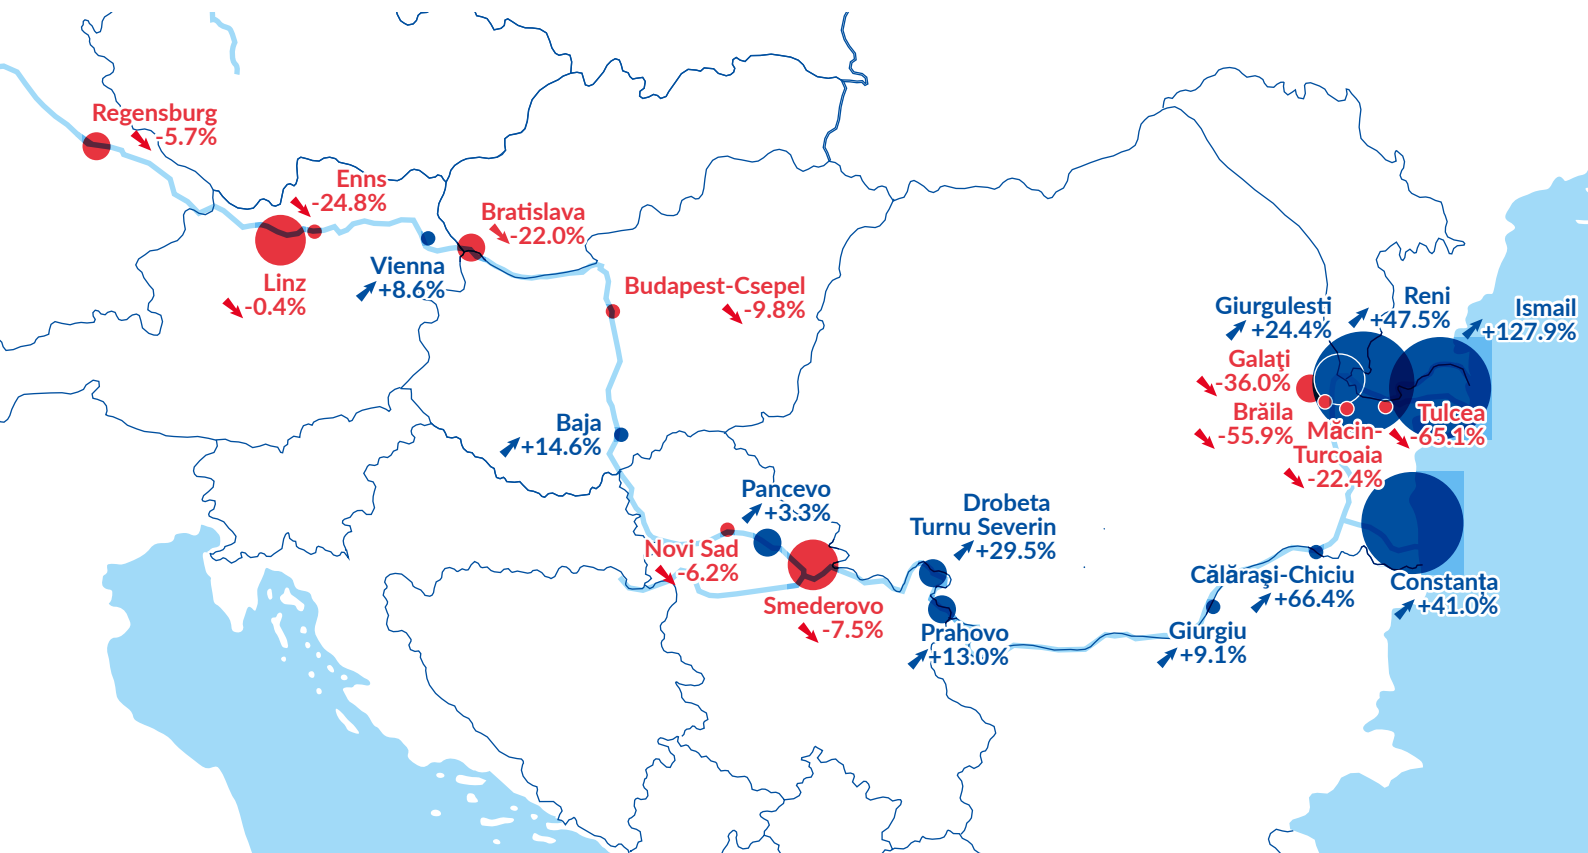 Regensburg
-5.7%
Enns
-24.8%
Linz
-0.4%
Vienna
+8.6%
Bratislava
-22.0%
Budapest-Csepel
-9.8%
Baja
+14.6%
Novi Sad
-6.2%
Pancevo
+3.3%
Smederovo
-7.5%
Drobeta
Turnu Severin
+29.5%
Prahovo
+13.0%
Giurgiu
+9.1%
Călăraşi-Chiciu
+66.4%
Constanţa
+41.0%
Giurgulesti
+24.4%
Reni
+47.5%
Ismail
+127.9%
Galaţi
-36.0%
Brăila
-55.9%
Măcin-
Turcoaia
-22.4%
Tulcea
-65.1%